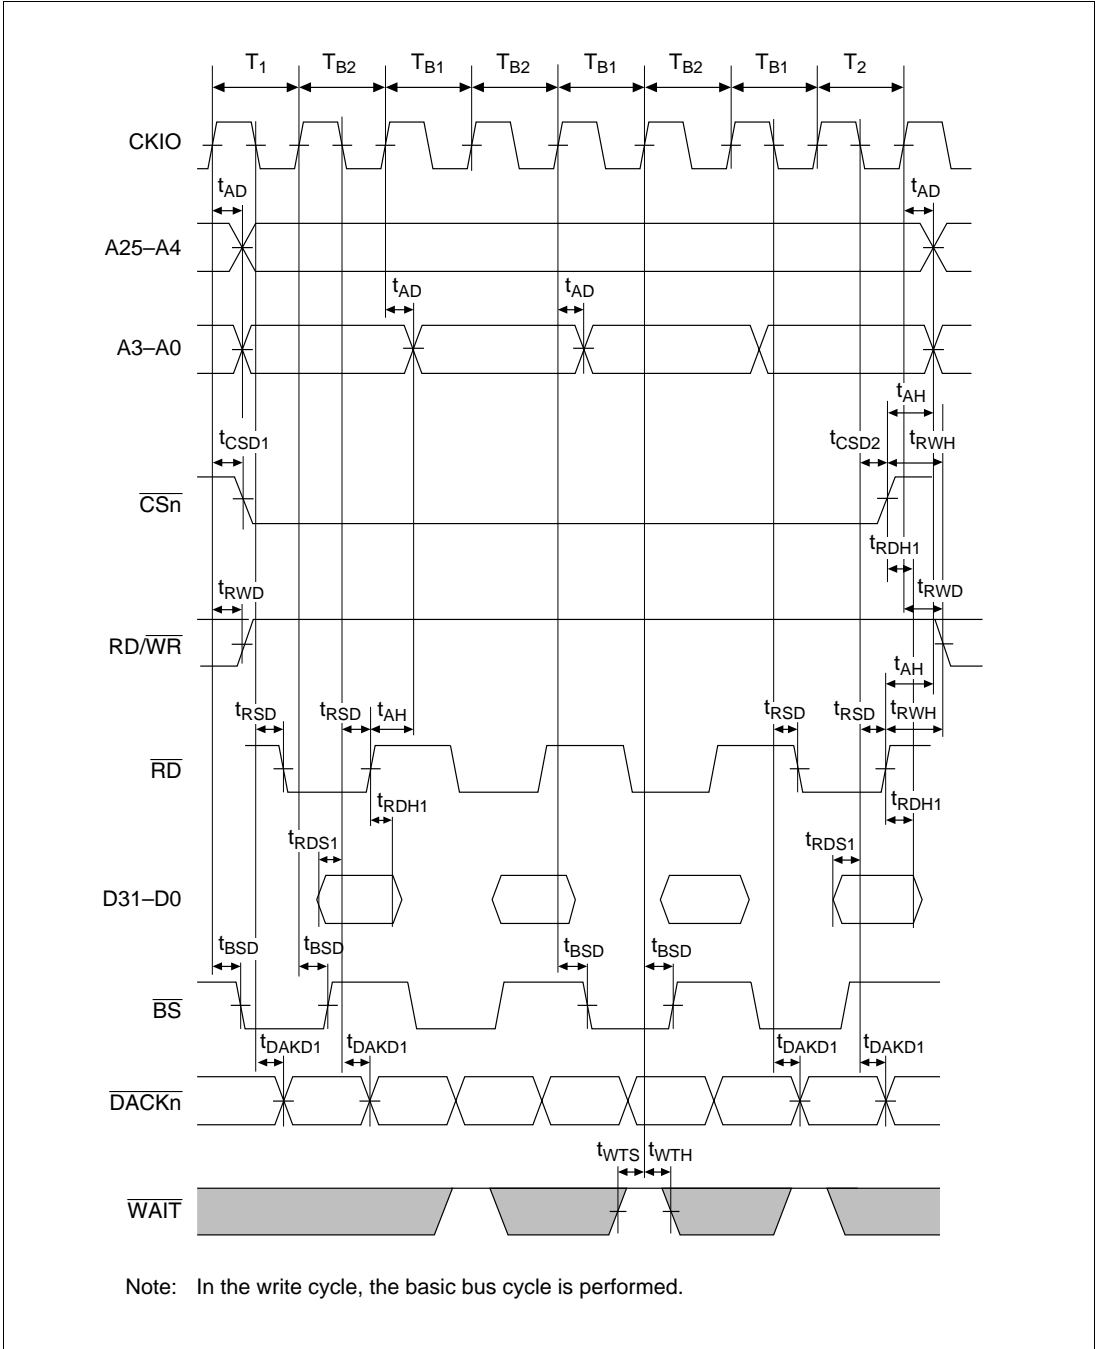 T1 TB2 TB1 TB2 TB1 TB2 TB1 T2
CKIO
tAD tAD
A25–A4
tAD tAD
A3–A0
tAH
tCSD1 tCSD2 tRWH
CSn
tRDH1
tRWD tRWD
RD/WR
tAH
tRSD tRSD tAH tRSD tRSD tRWH
RD
tRDH1 tRDH1
tRDS1 tRDS1
D31–D0
tBSD tBSD tBSD tBSD
BS
tDAKD1 tDAKD1 tDAKD1 tDAKD1
DACKn
tWTS tWTH
WAIT
Note: In the write cycle, the basic bus cycle is performed.